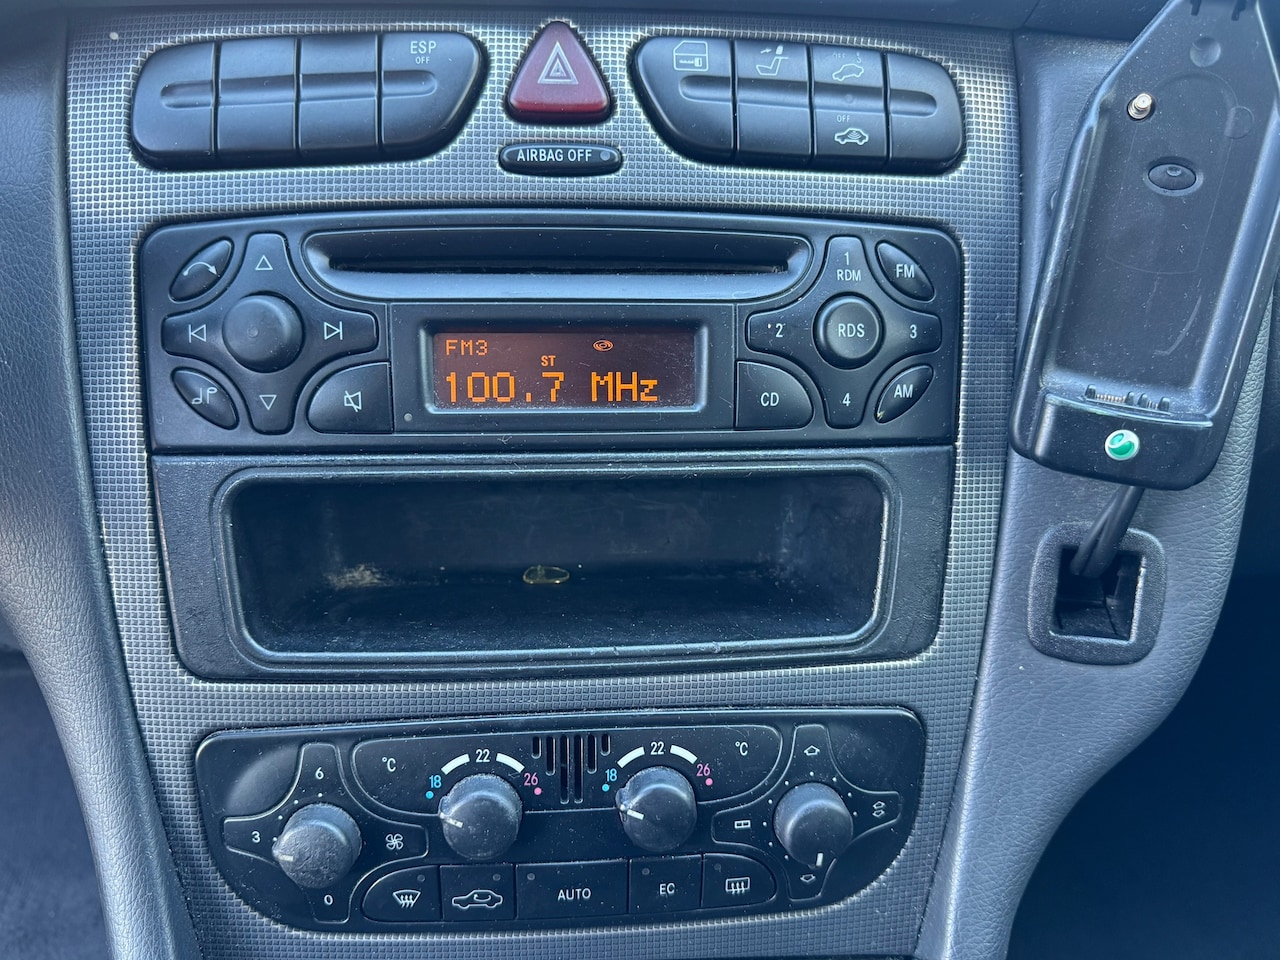 ESP
OFF
OFF
AIRBAG OFF
1
RDM
FM
2
RDS
3
CD
4
AM
FM3
ST
100.7 MHz
°C
18
22
26
18
22
26
°C
6
3
0
AUTO
EC